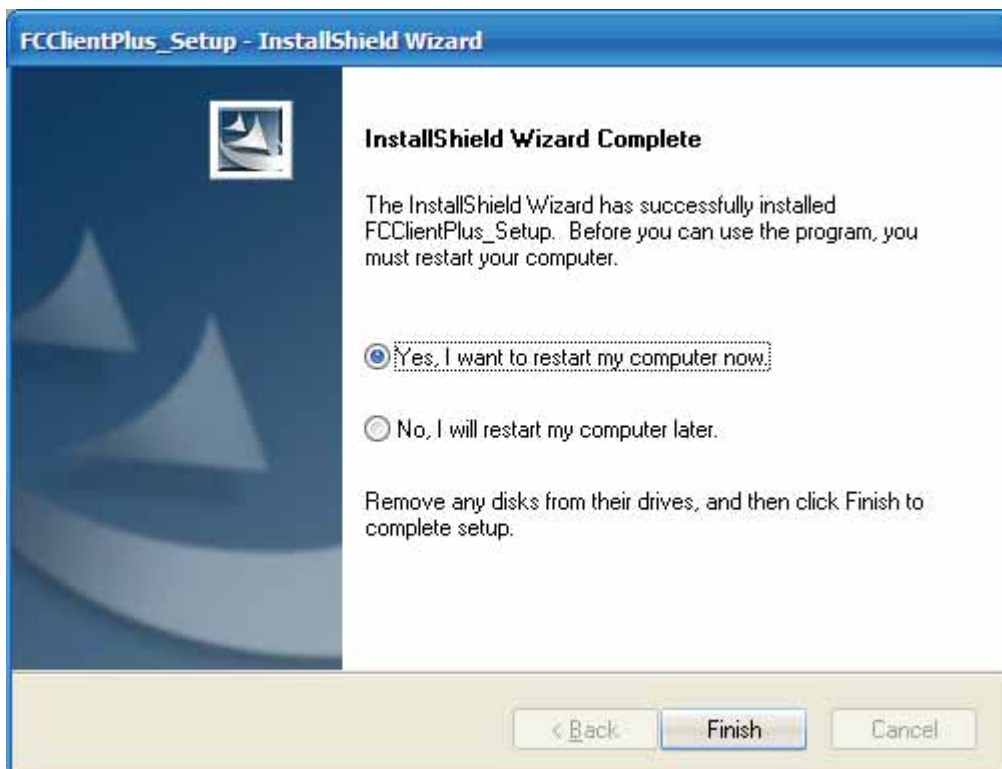 FCClientPlus_Setup - InstallShield Wizard
InstallShield Wizard Complete
The InstallShield Wizard has successfully installed
FCClientPlus_Setup. Before you can use the program, you
must restart your computer.
Yes, I want to restart my computer now.
No, I will restart my computer later.
Remove any disks from their drives, and then click Finish to
complete setup.
< Back Finish Cancel